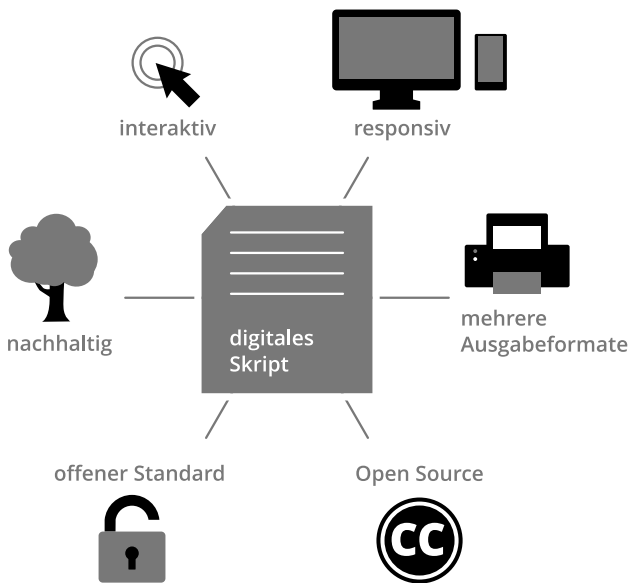 interaktiv
responsiv
nachhaltig
digitales
Skript
mehrere
Ausgabeformate
offener Standard
Open Source
CC